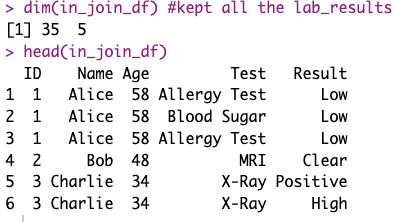 > dim(in_join_df) #kept all the lab_results
[1] 35  5
> head(in_join_df)
  ID    Name Age         Test   Result
1  1   Alice  58 Allergy Test      Low
2  1   Alice  58  Blood Sugar      Low
3  1   Alice  58 Allergy Test      Low
4  2     Bob  48          MRI    Clear
5  3 Charlie  34        X-Ray Positive
6  3 Charlie  34        X-Ray     High